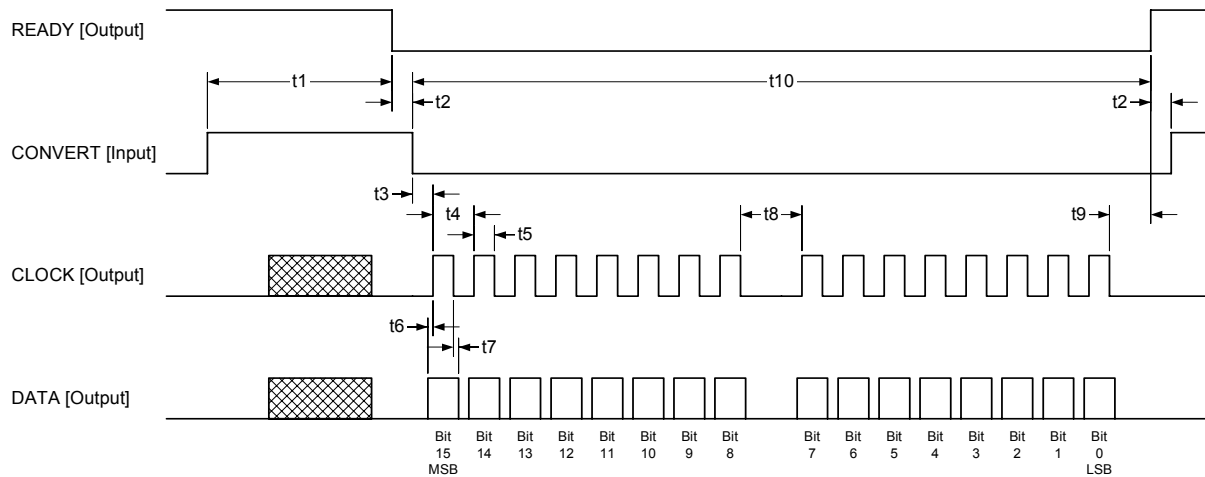 READY [Output]
t1
t10
t2
t2
CONVERT [Input]
t3
t4
t8
t9
t5
CLOCK [Output]
t6
t7
DATA [Output]
Bit Bit Bit Bit Bit Bit Bit Bit Bit Bit Bit Bit Bit Bit Bit Bit
15 14 13 12 11 10 9 8 7 6 5 4 3 2 1 0
MSB LSB